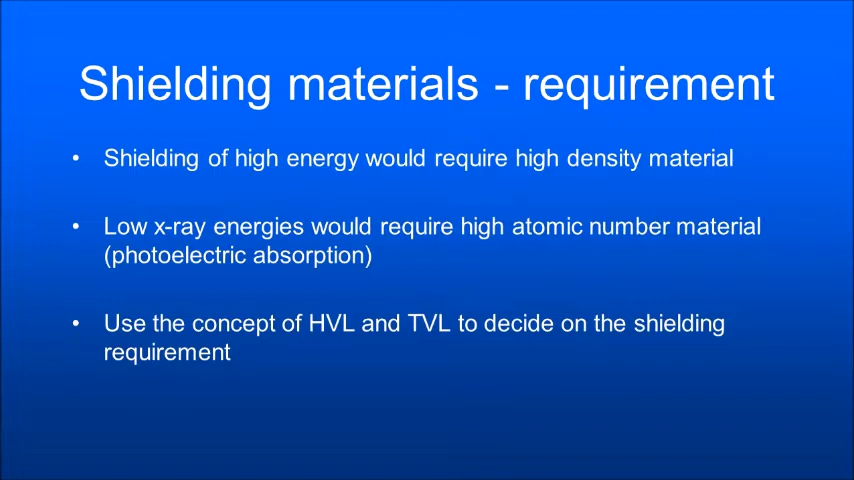 Shielding materials - requirement
• Shielding of high energy would require high density material
• Low x-ray energies would require high atomic number material
(photoelectric absorption)
• Use the concept of HVL and TVL to decide on the shielding
requirement